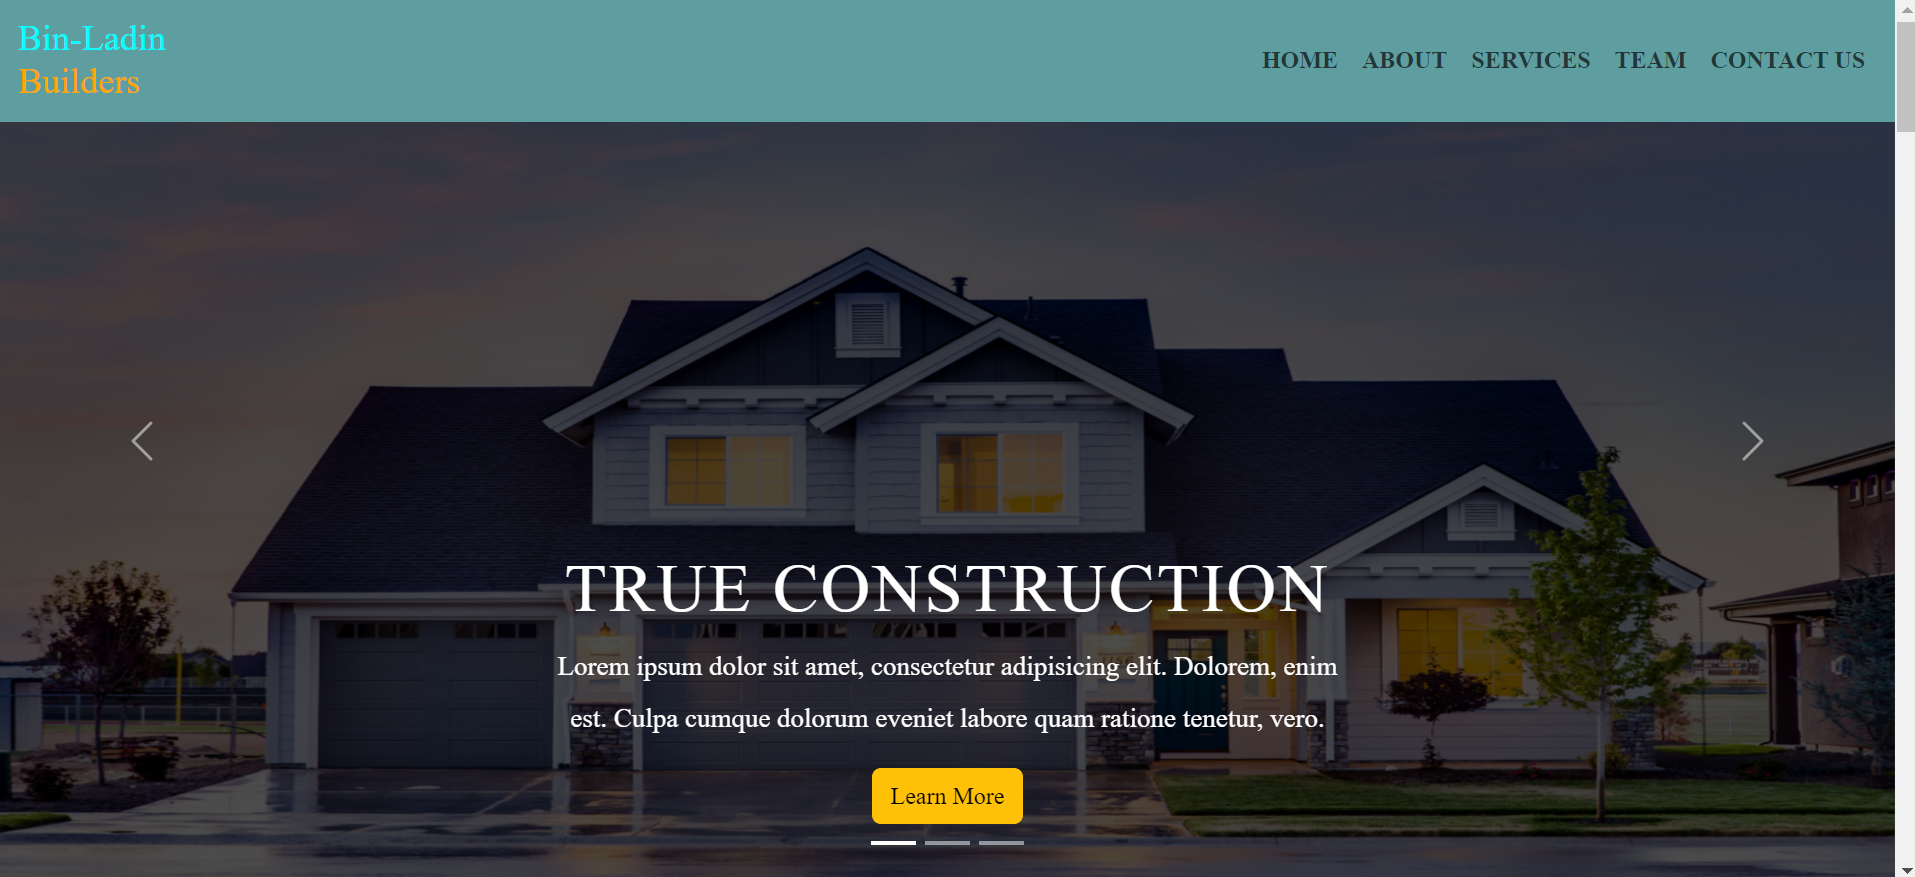 Bin-Ladin
Builders
HOME ABOUT SERVICES TEAM CONTACT US
TRUE CONSTRUCTION
Lorem ipsum dolor sit amet, consectetur adipisicing elit. Dolorem, enim
est. Culpa cumque dolorum eveniet labore quam ratione tenetur, vero.
Learn More